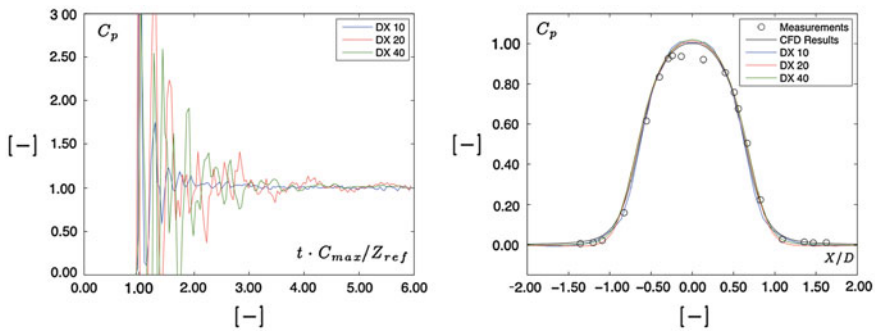 3.00
2.50
2.00
1.50
1.00
0.50
0.00
C_p
[−]
DX 10
DX 20
DX 40
t · C_max/Z_ref
0.00 1.00 2.00 3.00 4.00 5.00 6.00
[−]
1.00
0.80
0.60
0.40
0.20
0.00
C_p
[−]
Measurements
CFD Results
DX 10
DX 20
DX 40
X/D
-2.00 -1.50 -1.00 -0.50 0.00 0.50 1.00 1.50 2.00
[−]